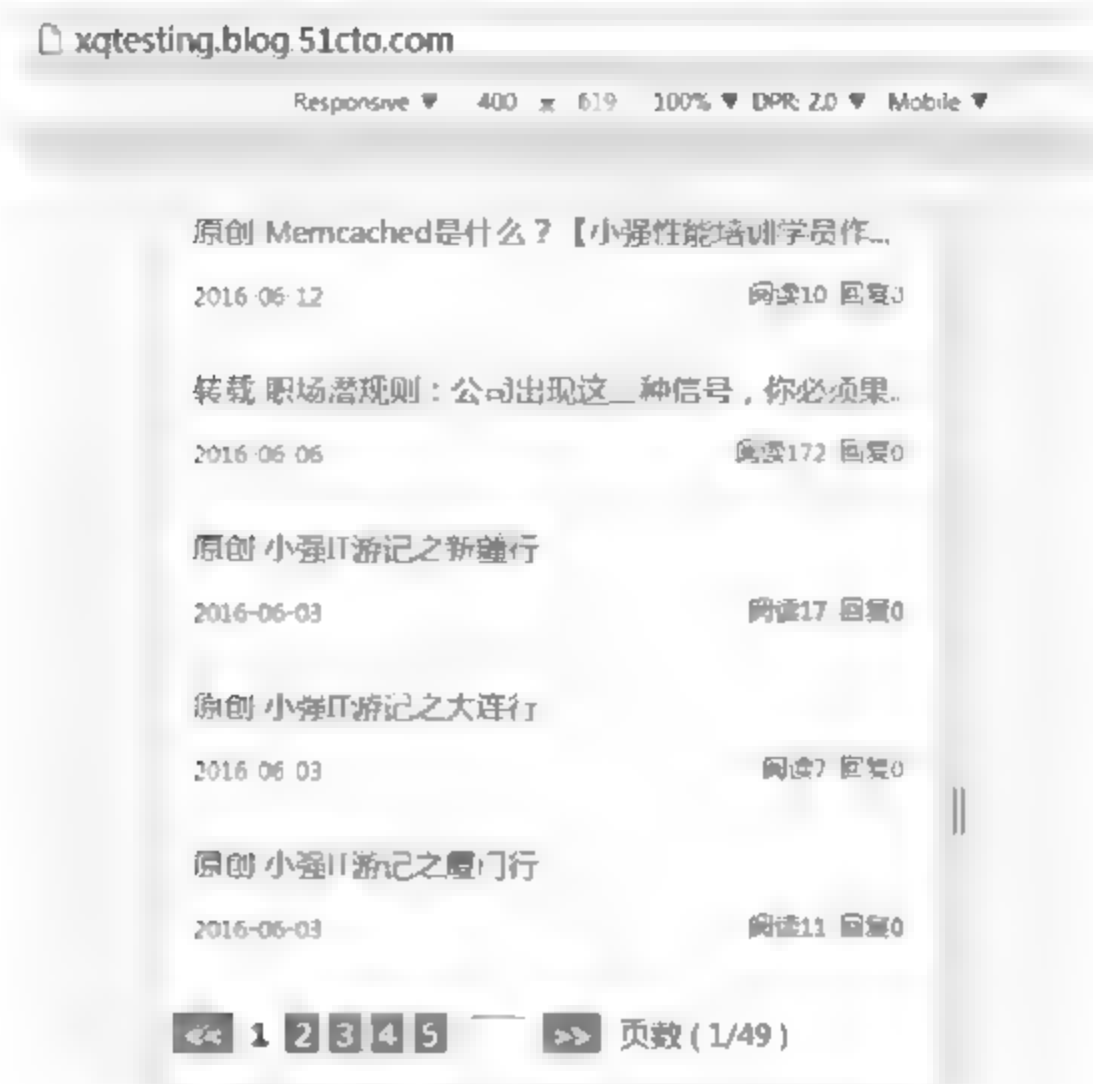 xqtesting.blog.51cto.com
Responsive ▼ 400 x 619 100% ▼ DPR: 2.0 ▼ Mobile ▼
原创 Memcached是什么？【小强性能培训学员作...
2016-06-12 阅读10 回复0
转载 职场潜规则：公司出现这 种信号，你必须果...
2016-06-06 阅读172 回复0
原创 小强IT游记之新疆行
2016-06-03 阅读17 回复0
原创 小强IT游记之大连行
2016-06-03 阅读7 回复0
原创 小强IT游记之厦门行
2016-06-03 阅读11 回复0
<< 1 2 3 4 5 >> 页数 ( 1/49 )